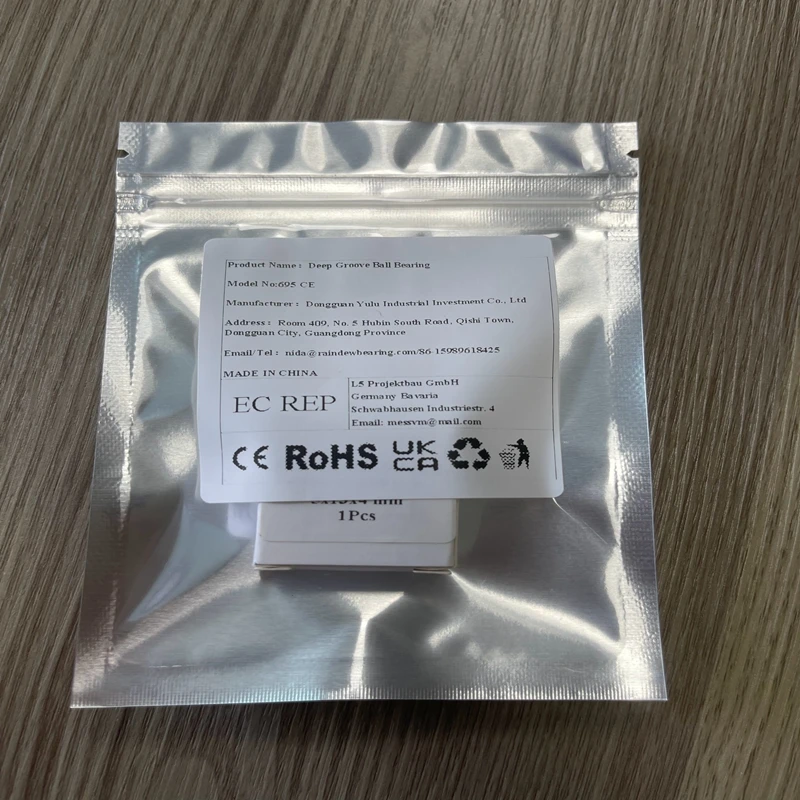 Product Name: Deep Groove Ball Bearing
Model No:695 CE
Manufacturer: Dongguan Yulu Industrial Investment Co., Ltd
Address: Room 409, No. 5 Hubin South Road, Qishi Town,
Dongguan City, Guangdong Province
Email/Tel: nida@raindewbearing.com/86-15989618425
MADE IN CHINA
EC REP
L5 Projektbau GmbH
Germany Bavaria
Schwabhausen Industriestr. 4
Email: messvm@mail.com
CE RoHS UK CA
mm
1Pcs